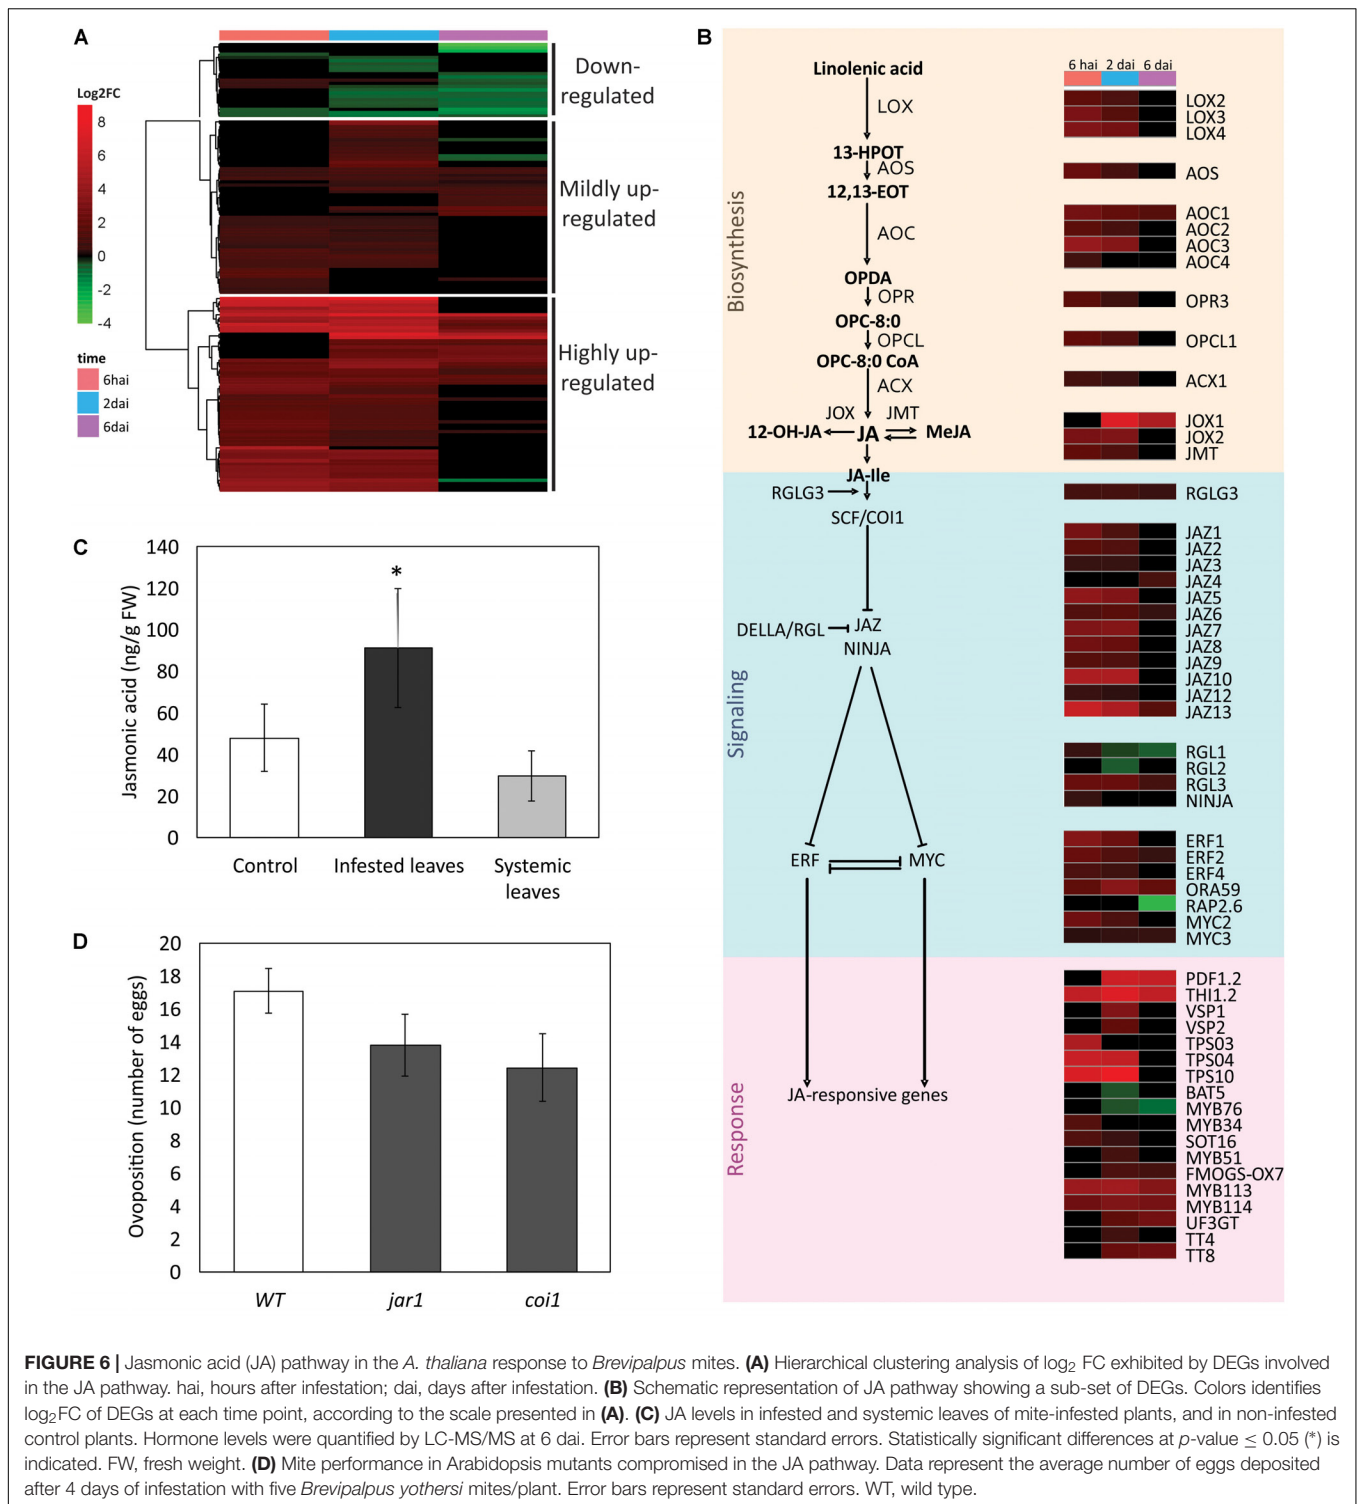 A
Log2FC
8
6
4
2
0
-2
-4
time
6hai
2dai
6dai
Down-
regulated
Mildly up-
regulated
Highly up-
regulated
B
Biosynthesis
Linolenic acid
LOX
13-HPOT
AOS
12,13-EOT
AOC
OPDA
OPR
OPC-8:0
OPCL
OPC-8:0 CoA
ACX
JOX JMT
12-OH-JA JA MeJA
JA-Ile
Signaling
RGLG3
SCF/COI1
DELLA/RGL JAZ
NINJA
ERF MYC
Response
JA-responsive genes
6 hai 2 dai 6 dai
LOX2
LOX3
LOX4
AOS
AOC1
AOC2
AOC3
AOC4
OPR3
OPCL1
ACX1
JOX1
JOX2
JMT
RGLG3
JAZ1
JAZ2
JAZ3
JAZ4
JAZ5
JAZ6
JAZ7
JAZ8
JAZ9
JAZ10
JAZ12
JAZ13
RGL1
RGL2
RGL3
NINJA
ERF1
ERF2
ERF4
ORA59
RAP2.6
MYC2
MYC3
PDF1.2
THI1.2
VSP1
VSP2
TPS03
TPS04
TPS10
BAT5
MYB76
MYB34
SOT16
MYB51
FMOGS-OX7
MYB113
MYB114
UF3GT
TT4
TT8
C
Jasmonic acid (ng/g FW)
140
120
100
80
60
40
20
0
*
Control Infested leaves Systemic
leaves
D
Ovoposition (number of eggs)
20
18
16
14
12
10
8
6
4
2
0
WT jar1 coi1
FIGURE 6 | Jasmonic acid (JA) pathway in the A. thaliana response to Brevipalpus mites. (A) Hierarchical clustering analysis of log2 FC exhibited by DEGs involved
in the JA pathway. hai, hours after infestation; dai, days after infestation. (B) Schematic representation of JA pathway showing a sub-set of DEGs. Colors identifies
log2FC of DEGs at each time point, according to the scale presented in (A). (C) JA levels in infested and systemic leaves of mite-infested plants, and in non-infested
control plants. Hormone levels were quantified by LC-MS/MS at 6 dai. Error bars represent standard errors. Statistically significant differences at p-value ≤ 0.05 (*) is
indicated. FW, fresh weight. (D) Mite performance in Arabidopsis mutants compromised in the JA pathway. Data represent the average number of eggs deposited
after 4 days of infestation with five Brevipalpus yothersi mites/plant. Error bars represent standard errors. WT, wild type.